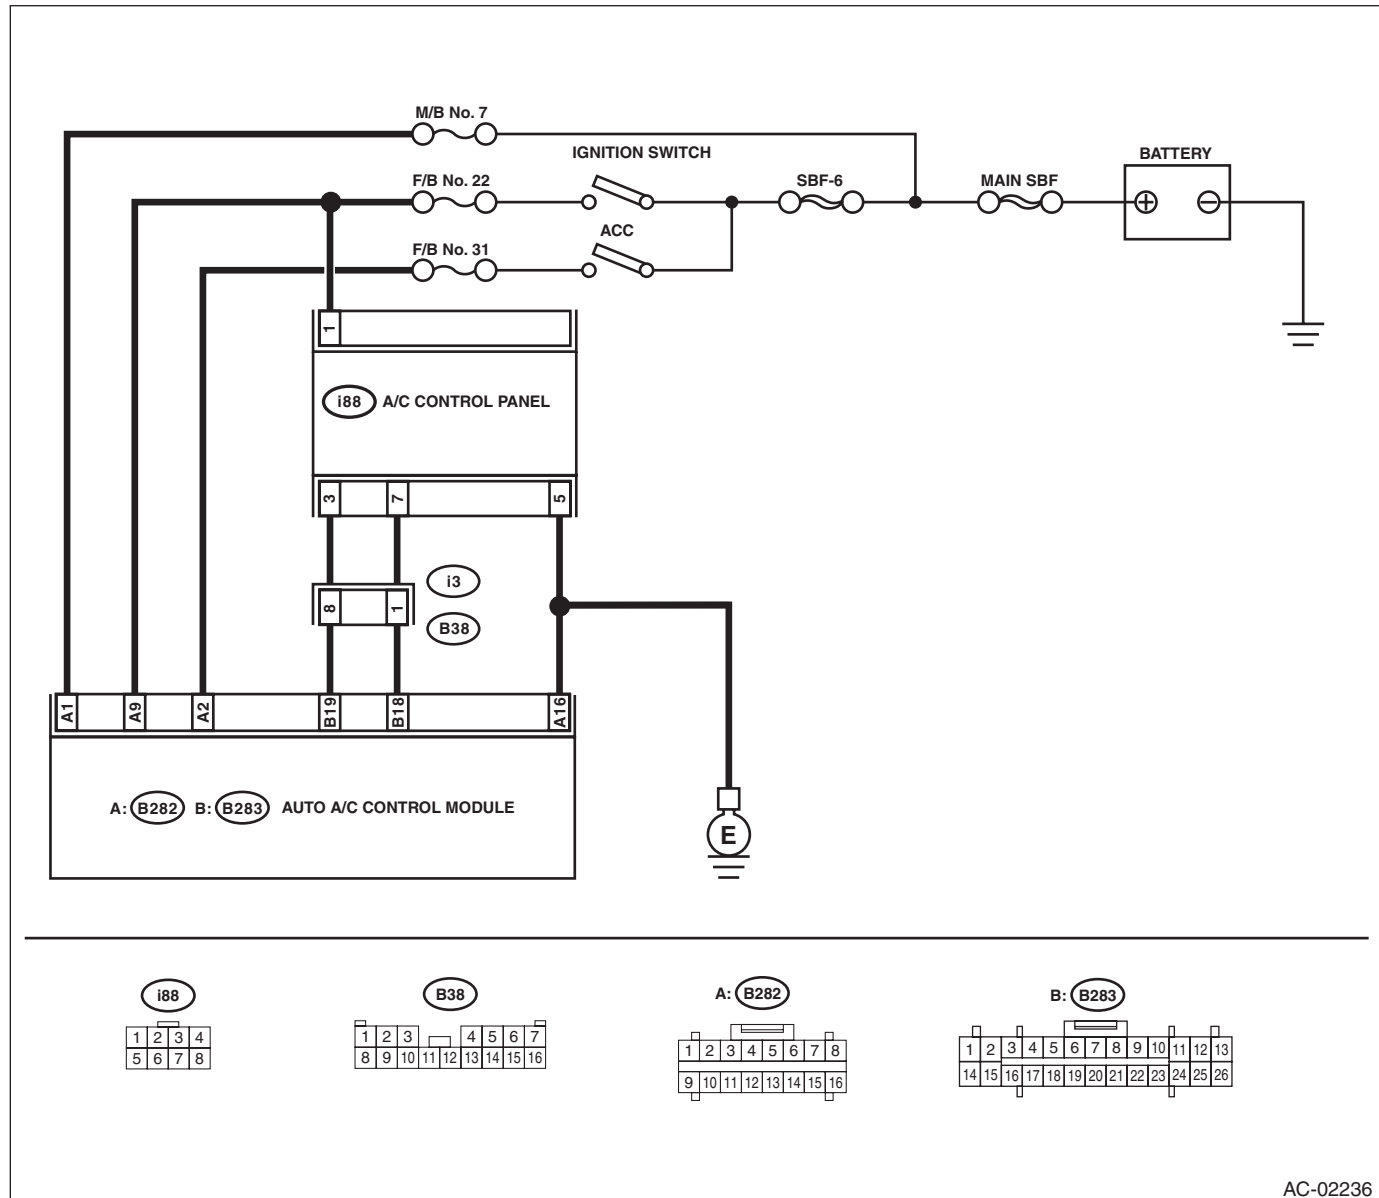 M/B No. 7
IGNITION SWITCH
BATTERY
F/B No. 22
SBF-6
MAIN SBF
ACC
F/B No. 31
1
i88 A/C CONTROL PANEL
3 7 5
i3
8 1
B38
A1 A9 A2 B19 B18 A16
A: B282 B: B283 AUTO A/C CONTROL MODULE
E
i88
1 2 3 4
5 6 7 8
B38
1 2 3 4 5 6 7
8 9 10 11 12 13 14 15 16
A: B282
1 2 3 4 5 6 7 8
9 10 11 12 13 14 15 16
B: B283
1 2 3 4 5 6 7 8 9 10 11 12 13
14 15 16 17 18 19 20 21 22 23 24 25 26
AC-02236